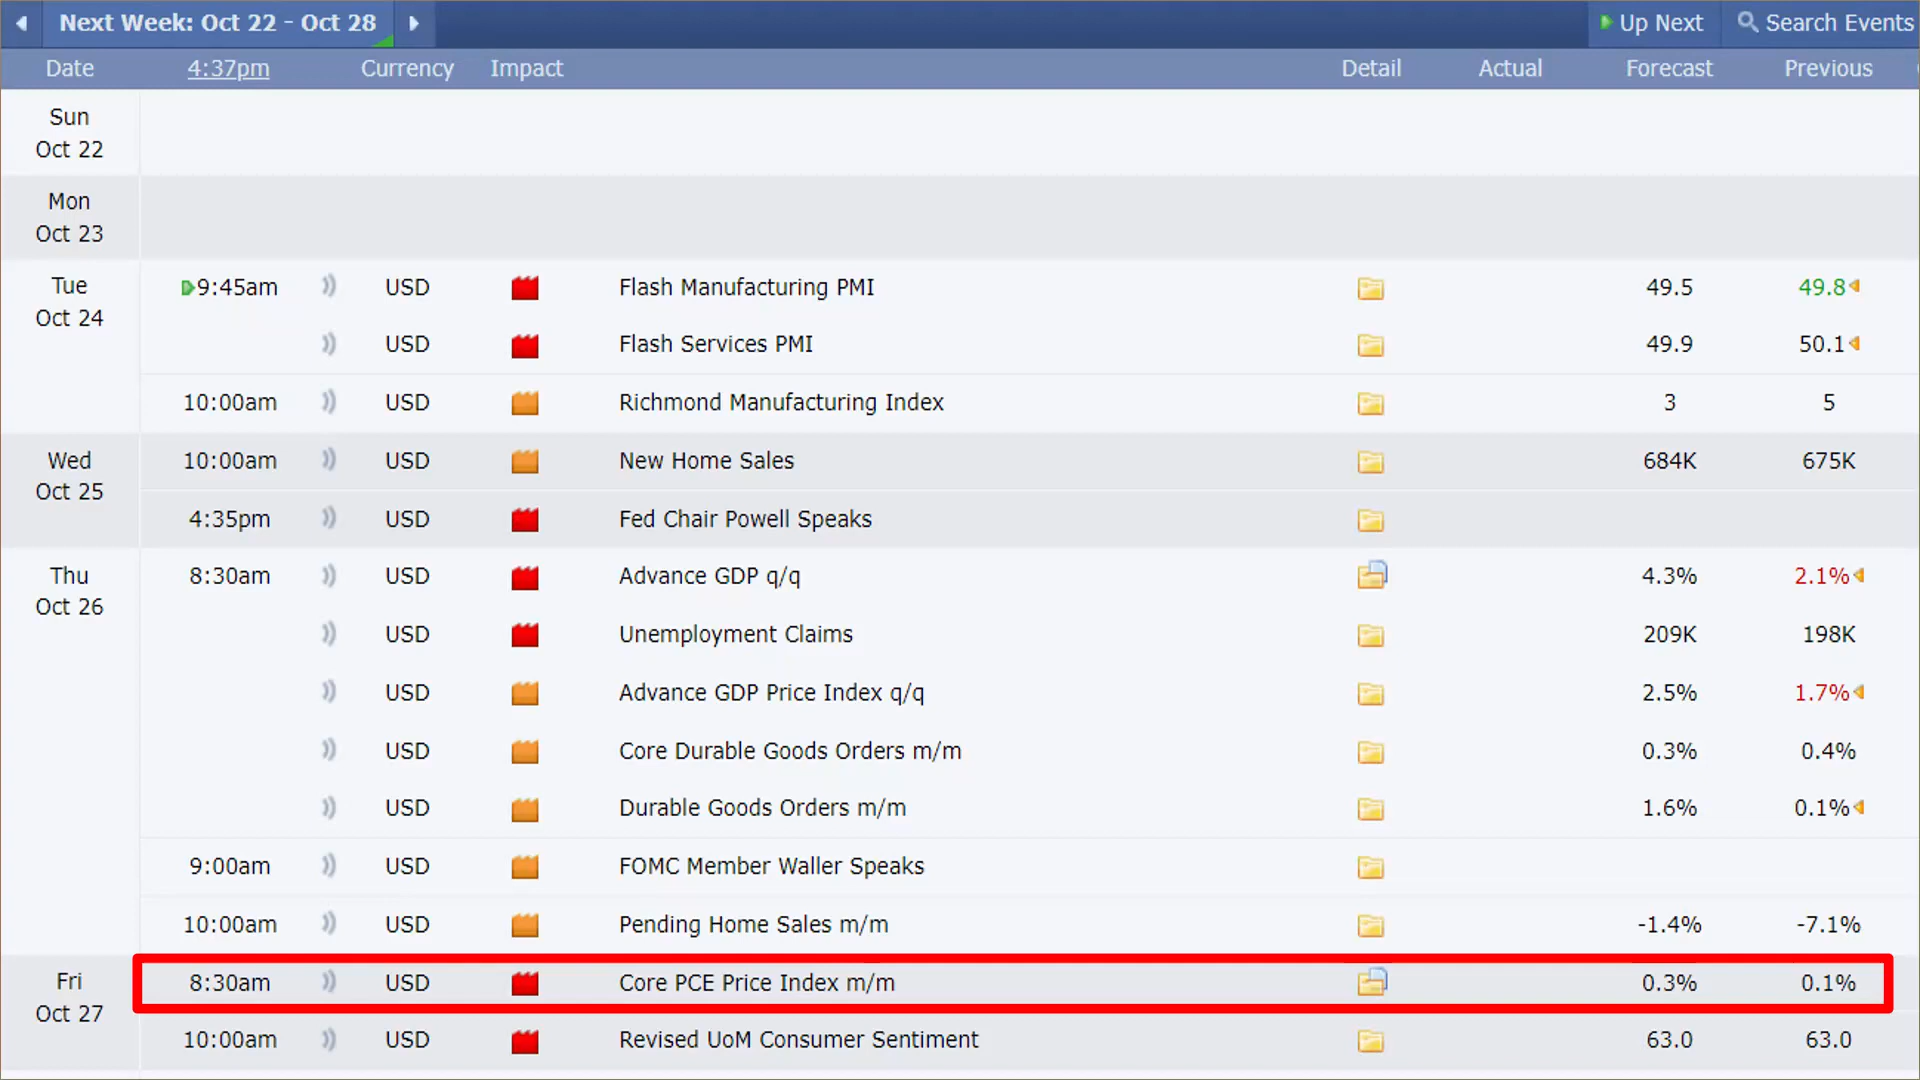 Next Week: Oct 22 - Oct 28 Up Next Search Events
Date 4:37pm Currency Impact Detail Actual Forecast Previous
Sun
Oct 22
Mon
Oct 23
Tue
Oct 24
9:45am USD Flash Manufacturing PMI 49.5 49.8
USD Flash Services PMI 49.9 50.1
10:00am USD Richmond Manufacturing Index 3 5
Wed
Oct 25
10:00am USD New Home Sales 684K 675K
4:35pm USD Fed Chair Powell Speaks
Thu
Oct 26
8:30am USD Advance GDP q/q 4.3% 2.1%
USD Unemployment Claims 209K 198K
USD Advance GDP Price Index q/q 2.5% 1.7%
USD Core Durable Goods Orders m/m 0.3% 0.4%
USD Durable Goods Orders m/m 1.6% 0.1%
9:00am USD FOMC Member Waller Speaks
10:00am USD Pending Home Sales m/m -1.4% -7.1%
Fri
Oct 27
8:30am USD Core PCE Price Index m/m 0.3% 0.1%
10:00am USD Revised UoM Consumer Sentiment 63.0 63.0